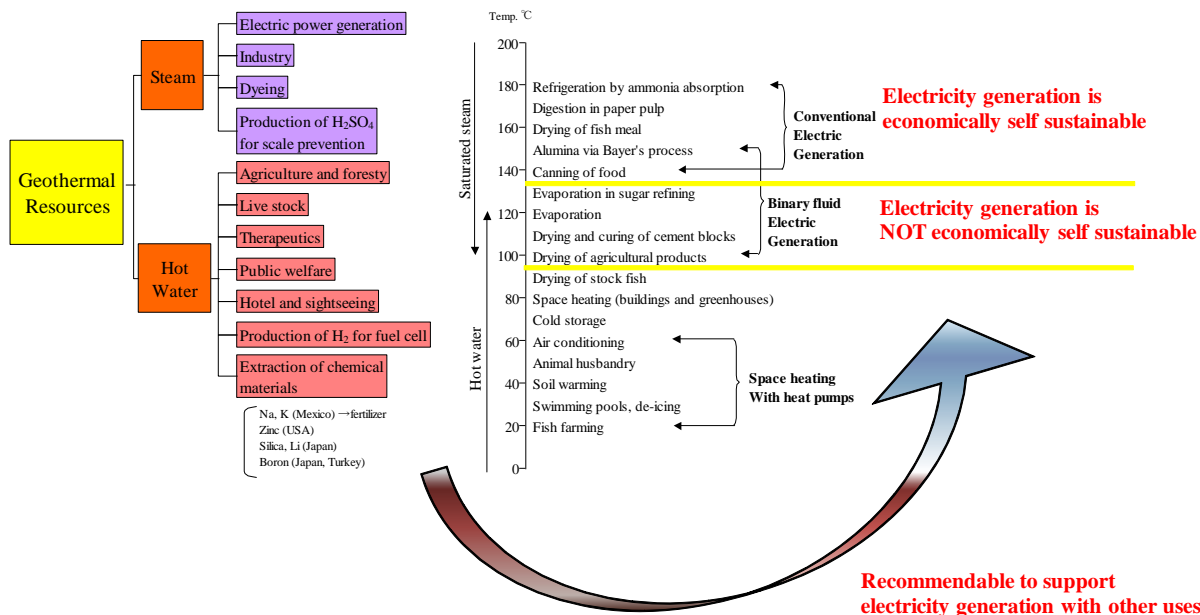 Geothermal
Resources
Steam
Hot
Water
Electric power generation
Industry
Dyeing
Production of H₂SO₄
for scale prevention
Agriculture and foresty
Live stock
Therapeutics
Public welfare
Hotel and sightseeing
Production of H₂ for fuel cell
Extraction of chemical
materials
Na, K (Mexico) →fertilizer
Zinc (USA)
Silica, Li (Japan)
Boron (Japan, Turkey)
Temp. ℃
200
180
160
140
120
100
80
60
40
20
0
Saturated steam
Hot water
Refrigeration by ammonia absorption
Digestion in paper pulp
Drying of fish meal
Alumina via Bayer's process
Canning of food
Evaporation in sugar refining
Evaporation
Drying and curing of cement blocks
Drying of agricultural products
Drying of stock fish
Space heating (buildings and greenhouses)
Cold storage
Air conditioning
Animal husbandry
Soil warming
Swimming pools, de-icing
Fish farming
Conventional
Electric
Generation
Binary fluid
Electric
Generation
Space heating
With heat pumps
Electricity generation is
economically self sustainable
Electricity generation is
NOT economically self sustainable
Recommendable to support
electricity generation with other uses